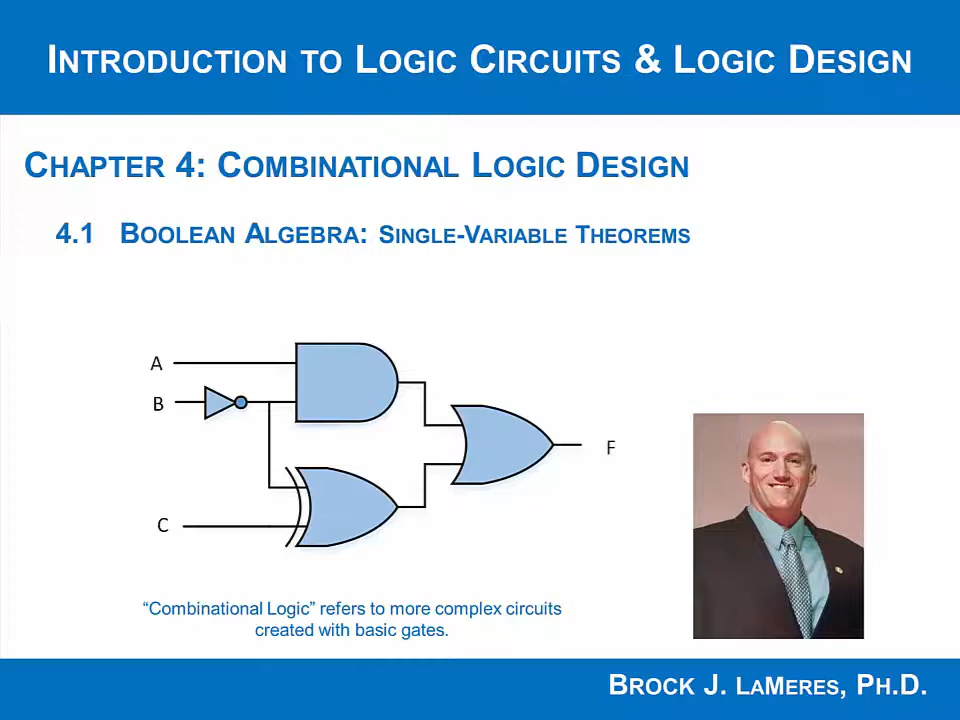 INTRODUCTION TO LOGIC CIRCUITS & LOGIC DESIGN
CHAPTER 4: COMBINATIONAL LOGIC DESIGN
4.1 BOOLEAN ALGEBRA: SINGLE-VARIABLE THEOREMS
A
B
F
C
“Combinational Logic” refers to more complex circuits
created with basic gates.
BROCK J. LAMERES, PH.D.